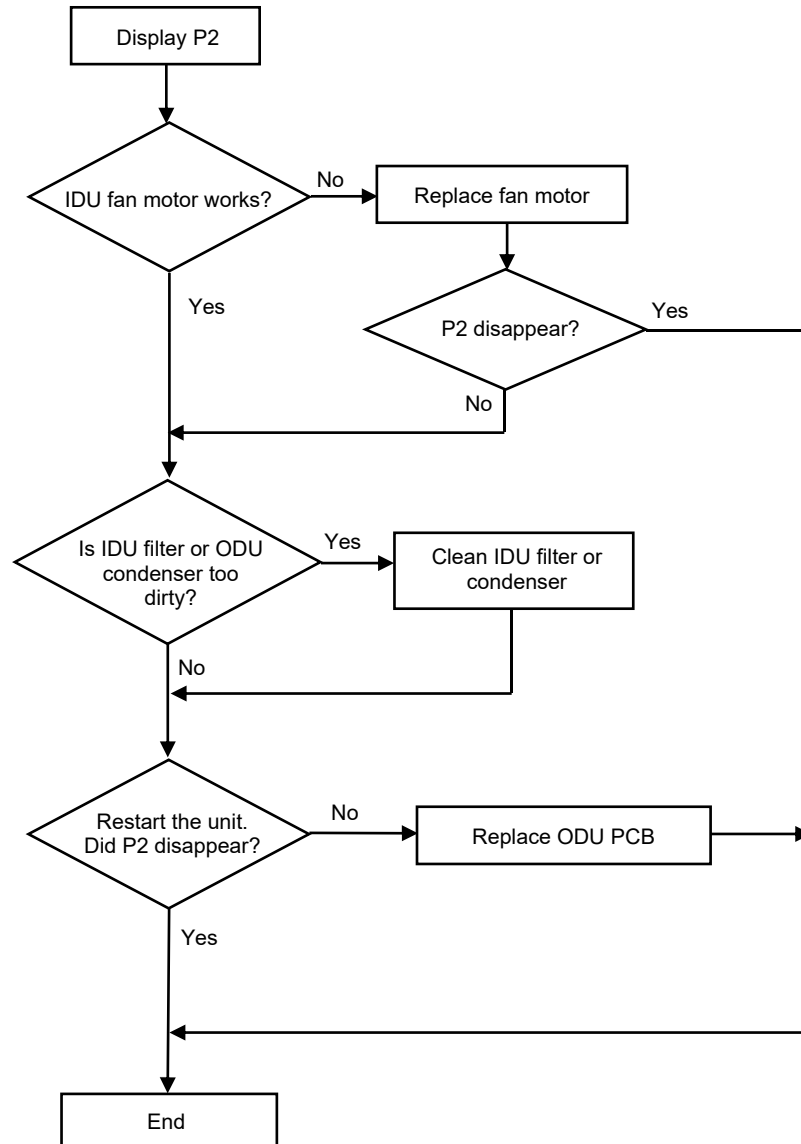 Display P2
IDU fan motor works?
No
Replace fan motor
Yes
P2 disappear?
Yes
No
Is IDU filter or ODU
condenser too
dirty?
Yes
Clean IDU filter or
condenser
No
Restart the unit.
Did P2 disappear?
No
Replace ODU PCB
Yes
End